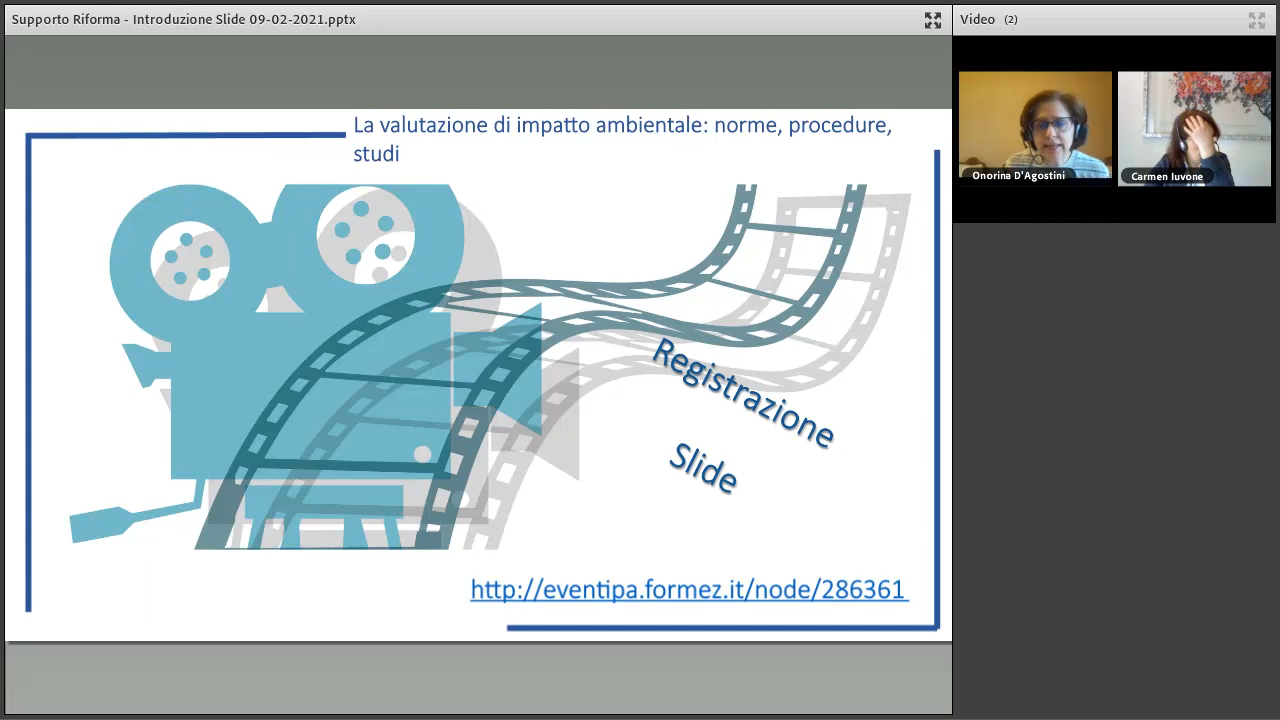 Supporto Riforma - Introduzione Slide 09-02-2021.pptx
Video (2)
Onorina D'Agostini
Carmen Iuvone
La valutazione di impatto ambientale: norme, procedure,
studi
Registrazione
Slide
http://eventipa.formez.it/node/286361